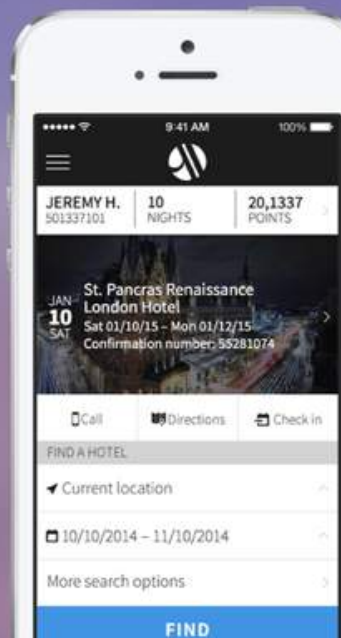 9:41 AM 100%
JEREMY H. 10 20,1337
501337101 NIGHTS POINTS
JAN
10
SAT
St. Pancras Renaissance
London Hotel
Sat 01/10/15 – Mon 01/12/15
Confirmation number: 55281074
Call Directions Check in
FIND A HOTEL
Current location
10/10/2014 – 11/10/2014
More search options
FIND